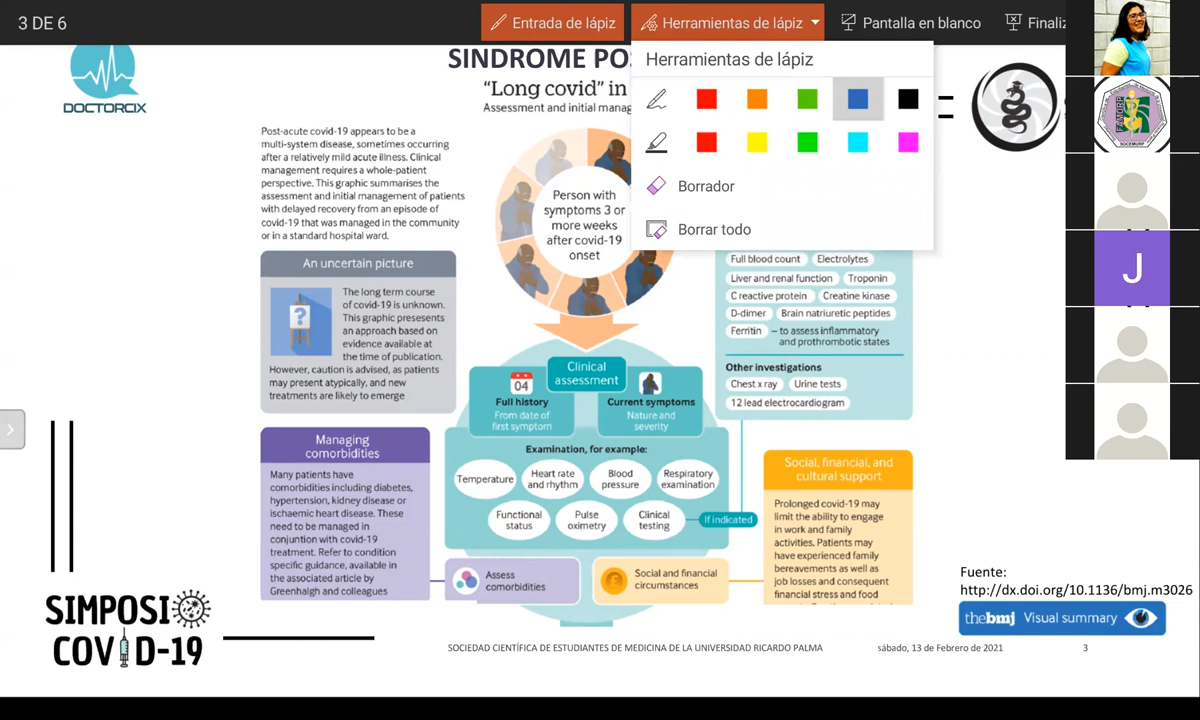 3 DE 6
Entrada de lápiz
Herramientas de lápiz
Pantalla en blanco
Finaliz
Herramientas de lápiz
Borrador
Borrar todo
DOCTORCIX
SINDROME POS
“Long covid” in
Assessment and initial manag
Post-acute covid-19 appears to be a
multi-system disease, sometimes occurring
after a relatively mild acute illness. Clinical
management requires a whole-patient
perspective. This graphic summarises the
assessment and initial management of patients
with delayed recovery from an episode of
covid-19 that was managed in the community
or in a standard hospital ward.
Person with
symptoms 3 or
more weeks
after covid-19
onset
An uncertain picture
?
The long term course
of covid-19 is unknown.
This graphic presesents
an approach based on
evidence available at
the time of publication.
However, caution is advised, as patients
may present atypically, and new
treatments are likely to emerge
Full blood count
Electrolytes
Liver and renal function
Troponin
C reactive protein
Creatine kinase
D-dimer
Brain natriuretic peptides
Ferritin – to assess inflammatory
and prothrombotic states
Other investigations
Chest x ray
Urine tests
12 lead electrocardiogram
Clinical
assessment
04
Full history
From date of
first symptom
Current symptoms
Nature and
severity
Examination, for example:
Temperature
Heart rate
and rhythm
Blood
pressure
Respiratory
examination
Functional
status
Pulse
oximetry
Clinical
testing
If indicated
Managing
comorbidities
Many patients have
comorbidities including diabetes,
hypertension, kidney disease or
ischaemic heart disease. These
need to be managed in
conjuntion with covid-19
treatment. Refer to condition
specific guidance, available in
the associated article by
Greenhalgh and colleagues
Assess
comorbidities
Social and financial
circumstances
Social, financial, and
cultural support
Prolonged covid-19 may
limit the ability to engage
in work and family
activities. Patients may
have experienced family
bereavements as well as
job losses and consequent
financial stress and food
J
SOCEMURP
Fuente:
http://dx.doi.org/10.1136/bmj.m3026
thebmj Visual summary
SIMPOSIO
COVID-19
SOCIEDAD CIENTÍFICA DE ESTUDIANTES DE MEDICINA DE LA UNIVERSIDAD RICARDO PALMA
sábado, 13 de Febrero de 2021
3